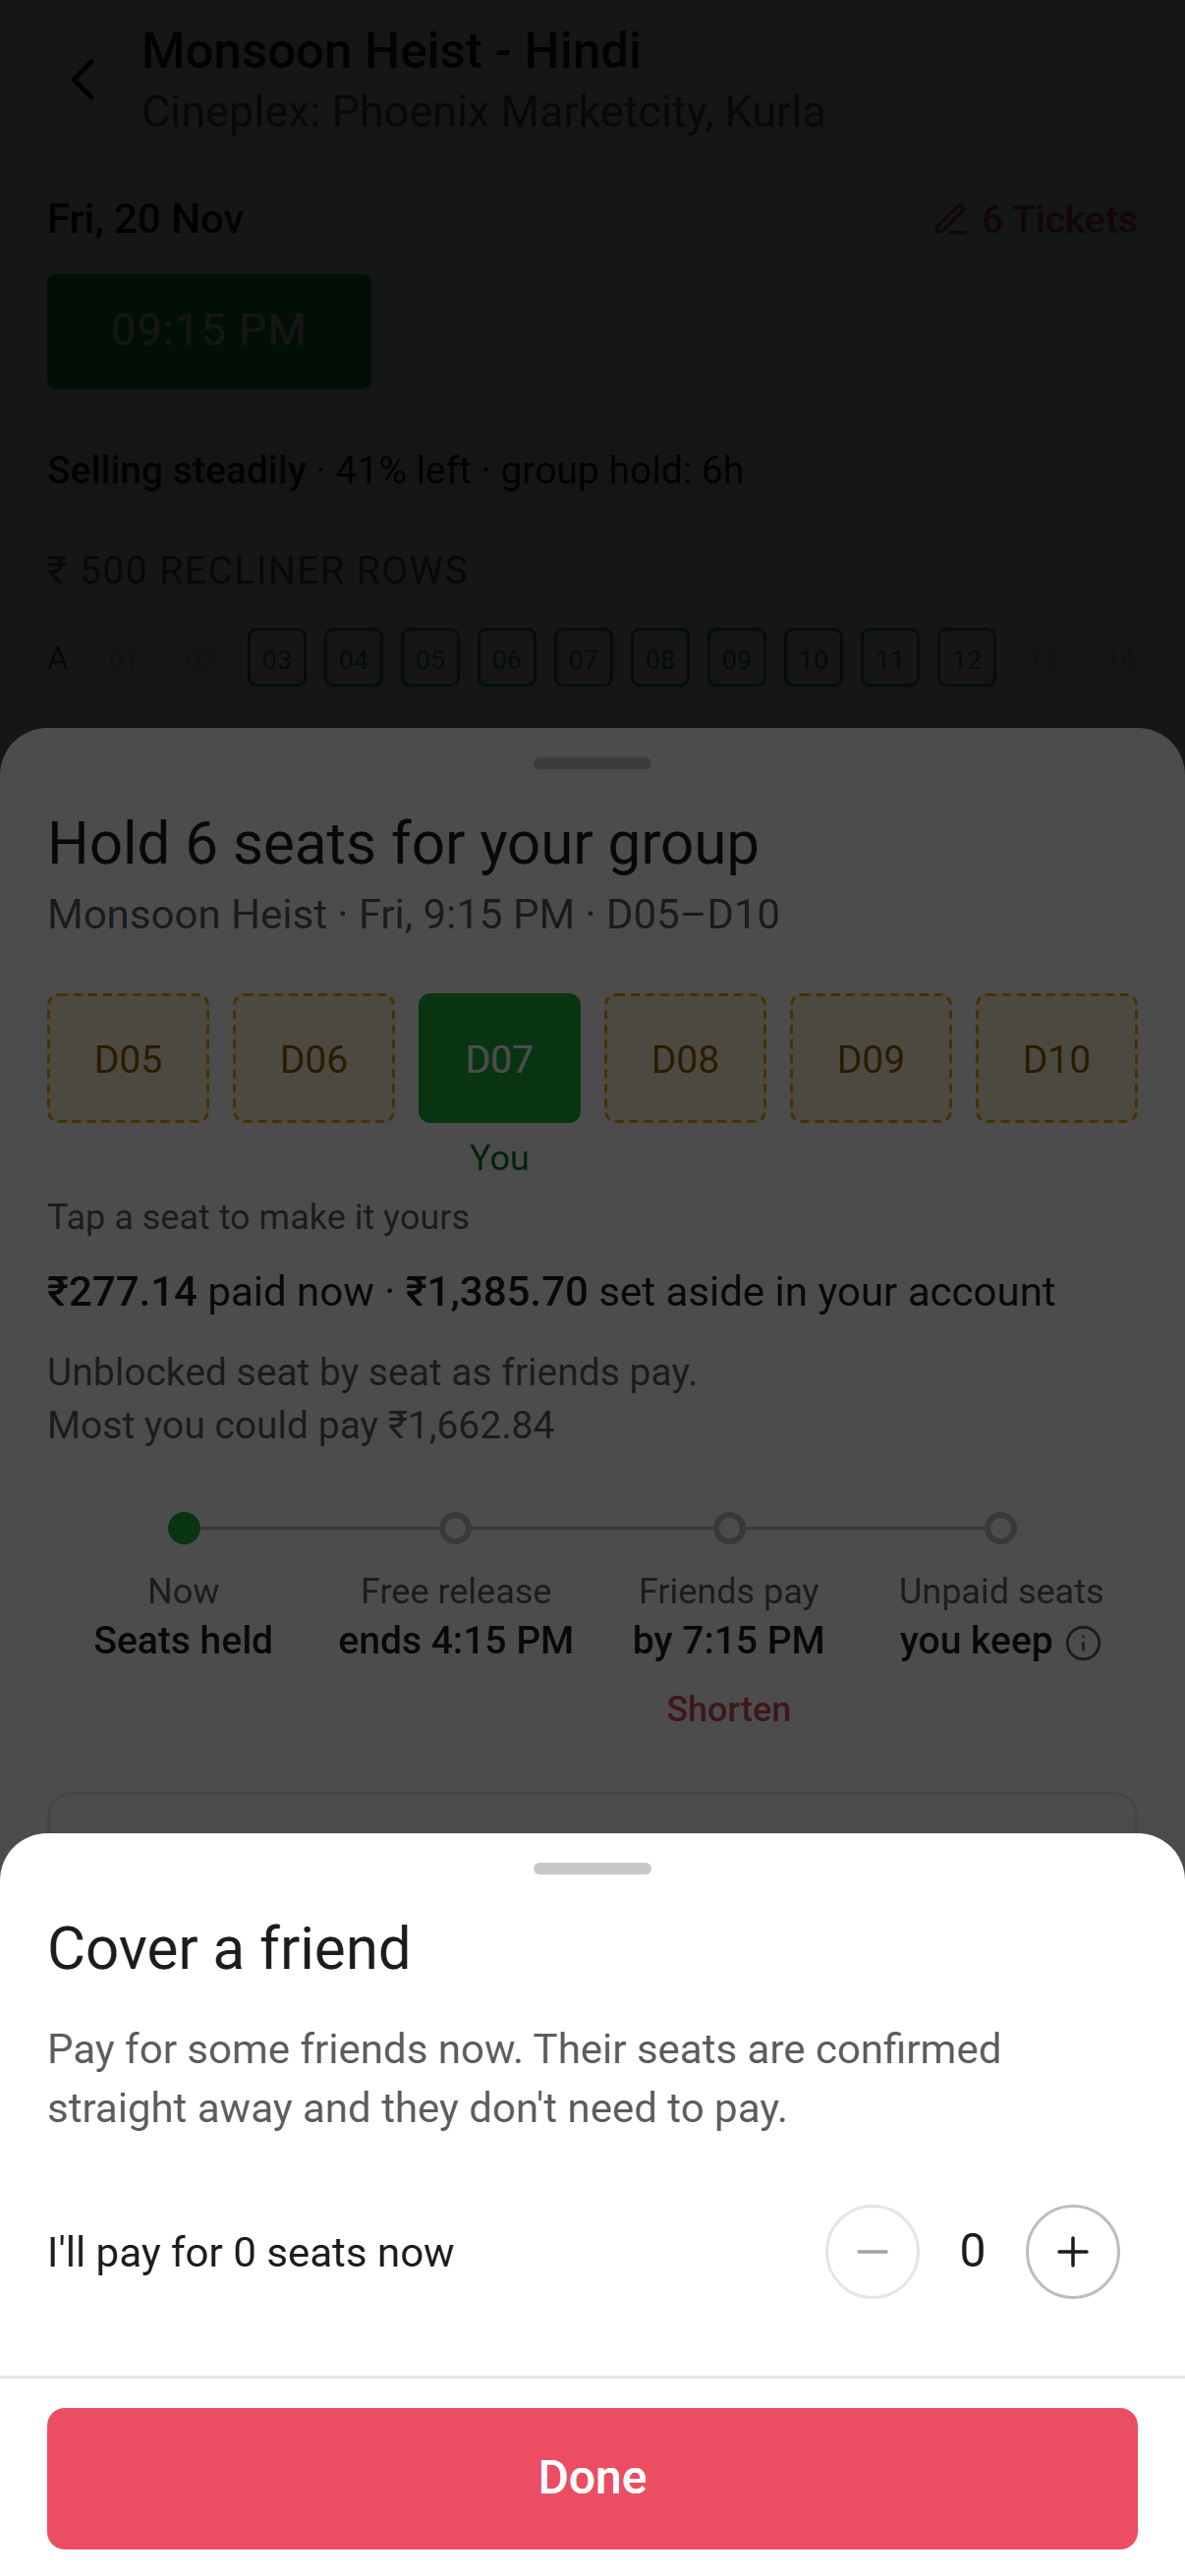 Monsoon Heist - Hindi
Cineplex: Phoenix Marketcity, Kurla
Fri, 20 Nov
6 Tickets
09:15 PM
Selling steadily · 41% left · group hold: 6h
₹ 500 RECLINER ROWS
A 01 02 03 04 05 06 07 08 09 10 11 12 13 14
Hold 6 seats for your group
Monsoon Heist · Fri, 9:15 PM · D05–D10
D05 D06 D07 D08 D09 D10
You
Tap a seat to make it yours
₹277.14 paid now · ₹1,385.70 set aside in your account
Unblocked seat by seat as friends pay.
Most you could pay ₹1,662.84
Now Free release Friends pay Unpaid seats
Seats held ends 4:15 PM by 7:15 PM you keep
Shorten
Cover a friend
Pay for some friends now. Their seats are confirmed
straight away and they don't need to pay.
I'll pay for 0 seats now
0
Done